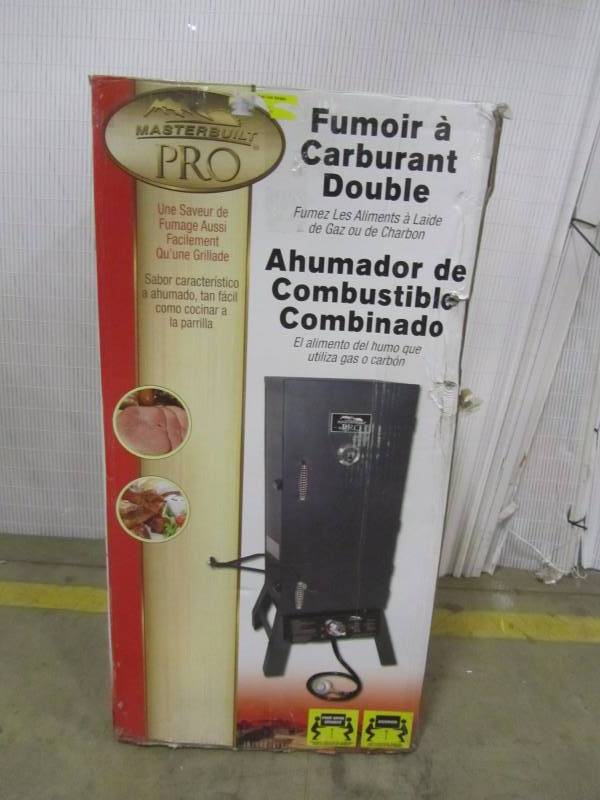 MASTERBUILT
PRO
Une Saveur de
Fumage Aussi
Facilement
Qu'une Grillade
Sabor característico
a ahumado, tan fácil
como cocinar a
la parrilla
Fumoir à
Carburant
Double
Fumez Les Aliments à Laide
de Gaz ou de Charbon
Ahumador de
Combustible
Combinado
El alimento del humo que
utiliza gas o carbón
PRO